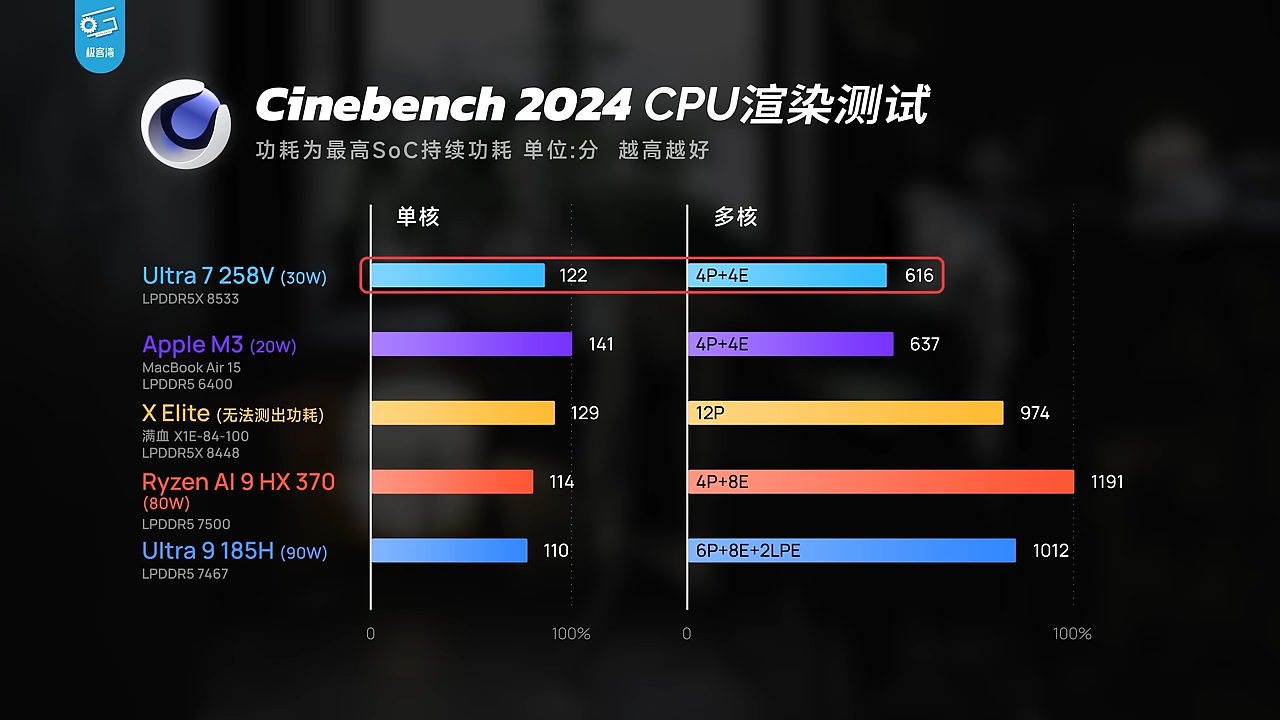 极客湾
Cinebench 2024 CPU渲染测试
功耗为最高SoC持续功耗 单位:分 越高越好
单核 多核
Ultra 7 258V (30W) 122 4P+4E 616
LPDDR5X 8533
Apple M3 (20W) 141 4P+4E 637
MacBook Air 15
LPDDR5 6400
X Elite (无法测出功耗) 129 12P 974
满血 X1E-84-100
LPDDR5X 8448
Ryzen AI 9 HX 370 114 4P+8E 1191
(80W)
LPDDR5 7500
Ultra 9 185H (90W) 110 6P+8E+2LPE 1012
LPDDR5 7467
0 100% 0 100%